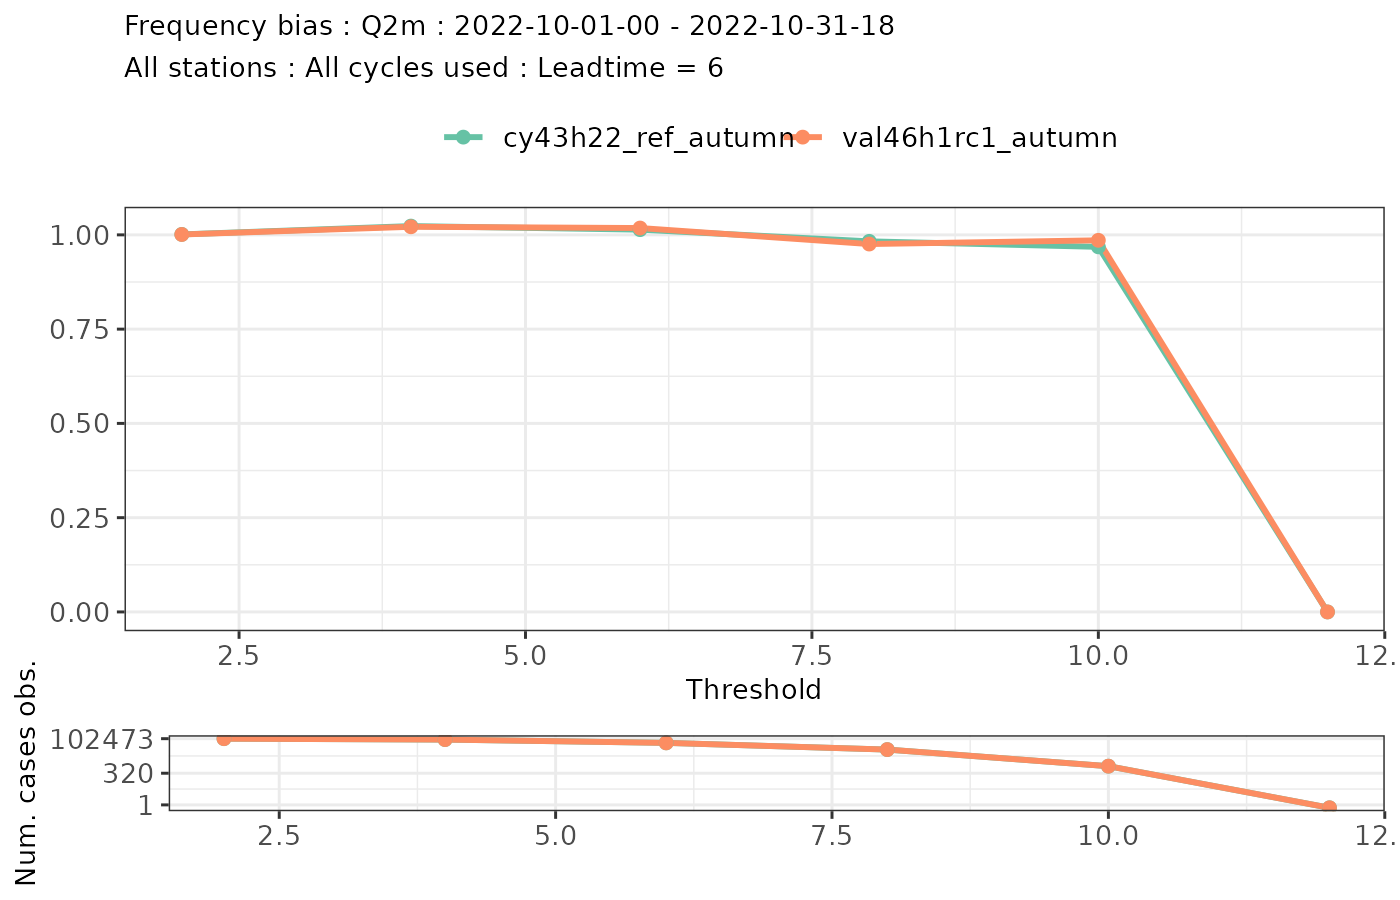 Frequency bias : Q2m : 2022-10-01-00 - 2022-10-31-18
All stations : All cycles used : Leadtime = 6
cy43h22_ref_autumn val46h1rc1_autumn
1.00
0.75
0.50
0.25
0.00
2.5 5.0 7.5 10.0 12.
Threshold
Num. cases obs.
102473
320
1
2.5 5.0 7.5 10.0 12.